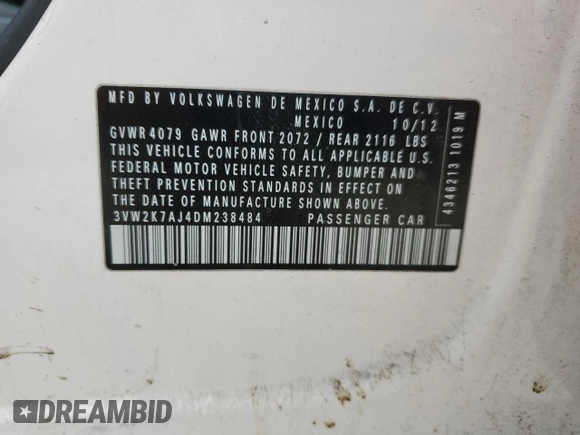 MFD BY VOLKSWAGEN DE MEXICO S.A. DE C.V.
MEXICO 10/12
GVWR 4079 GAWR FRONT 2072 / REAR 2116 LBS
THIS VEHICLE CONFORMS TO ALL APPLICABLE U.S.
FEDERAL MOTOR VEHICLE SAFETY, BUMPER AND
THEFT PREVENTION STANDARDS IN EFFECT ON
THE DATE OF MANUFACTURE SHOWN ABOVE.
3VW2K7AJ4DM238484 PASSENGER CAR
4346213 1019 M
DREAMBID